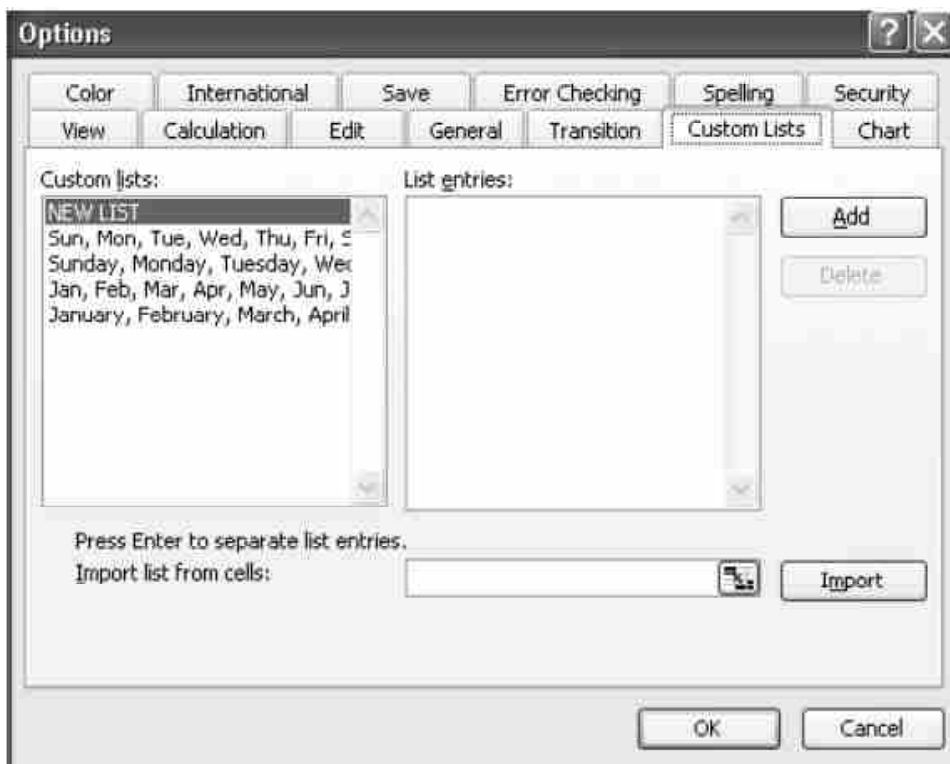 Options
Color International Save Error Checking Spelling Security
View Calculation Edit General Transition Custom Lists Chart
Custom lists: List entries:
NEW LIST
Add
Sun, Mon, Tue, Wed, Thu, Fri, S
Sunday, Monday, Tuesday, Wed
Delete
Jan, Feb, Mar, Apr, May, Jun, J
January, February, March, April
Press Enter to separate list entries.
Import list from cells: Import
OK Cancel